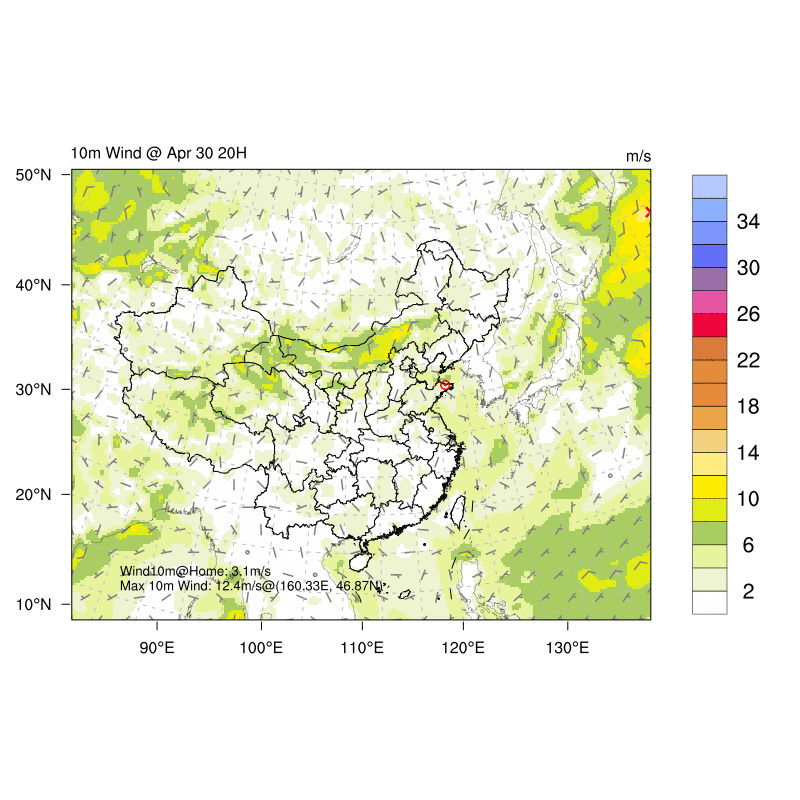 10m Wind @ Apr 30 20H
m/s
50°N
40°N
30°N
20°N
10°N
90°E
100°E
110°E
120°E
130°E
Wind10m@Home: 3.1m/s
Max 10m Wind: 12.4m/s@(160.33E, 46.87N)
34
30
26
22
18
14
10
6
2